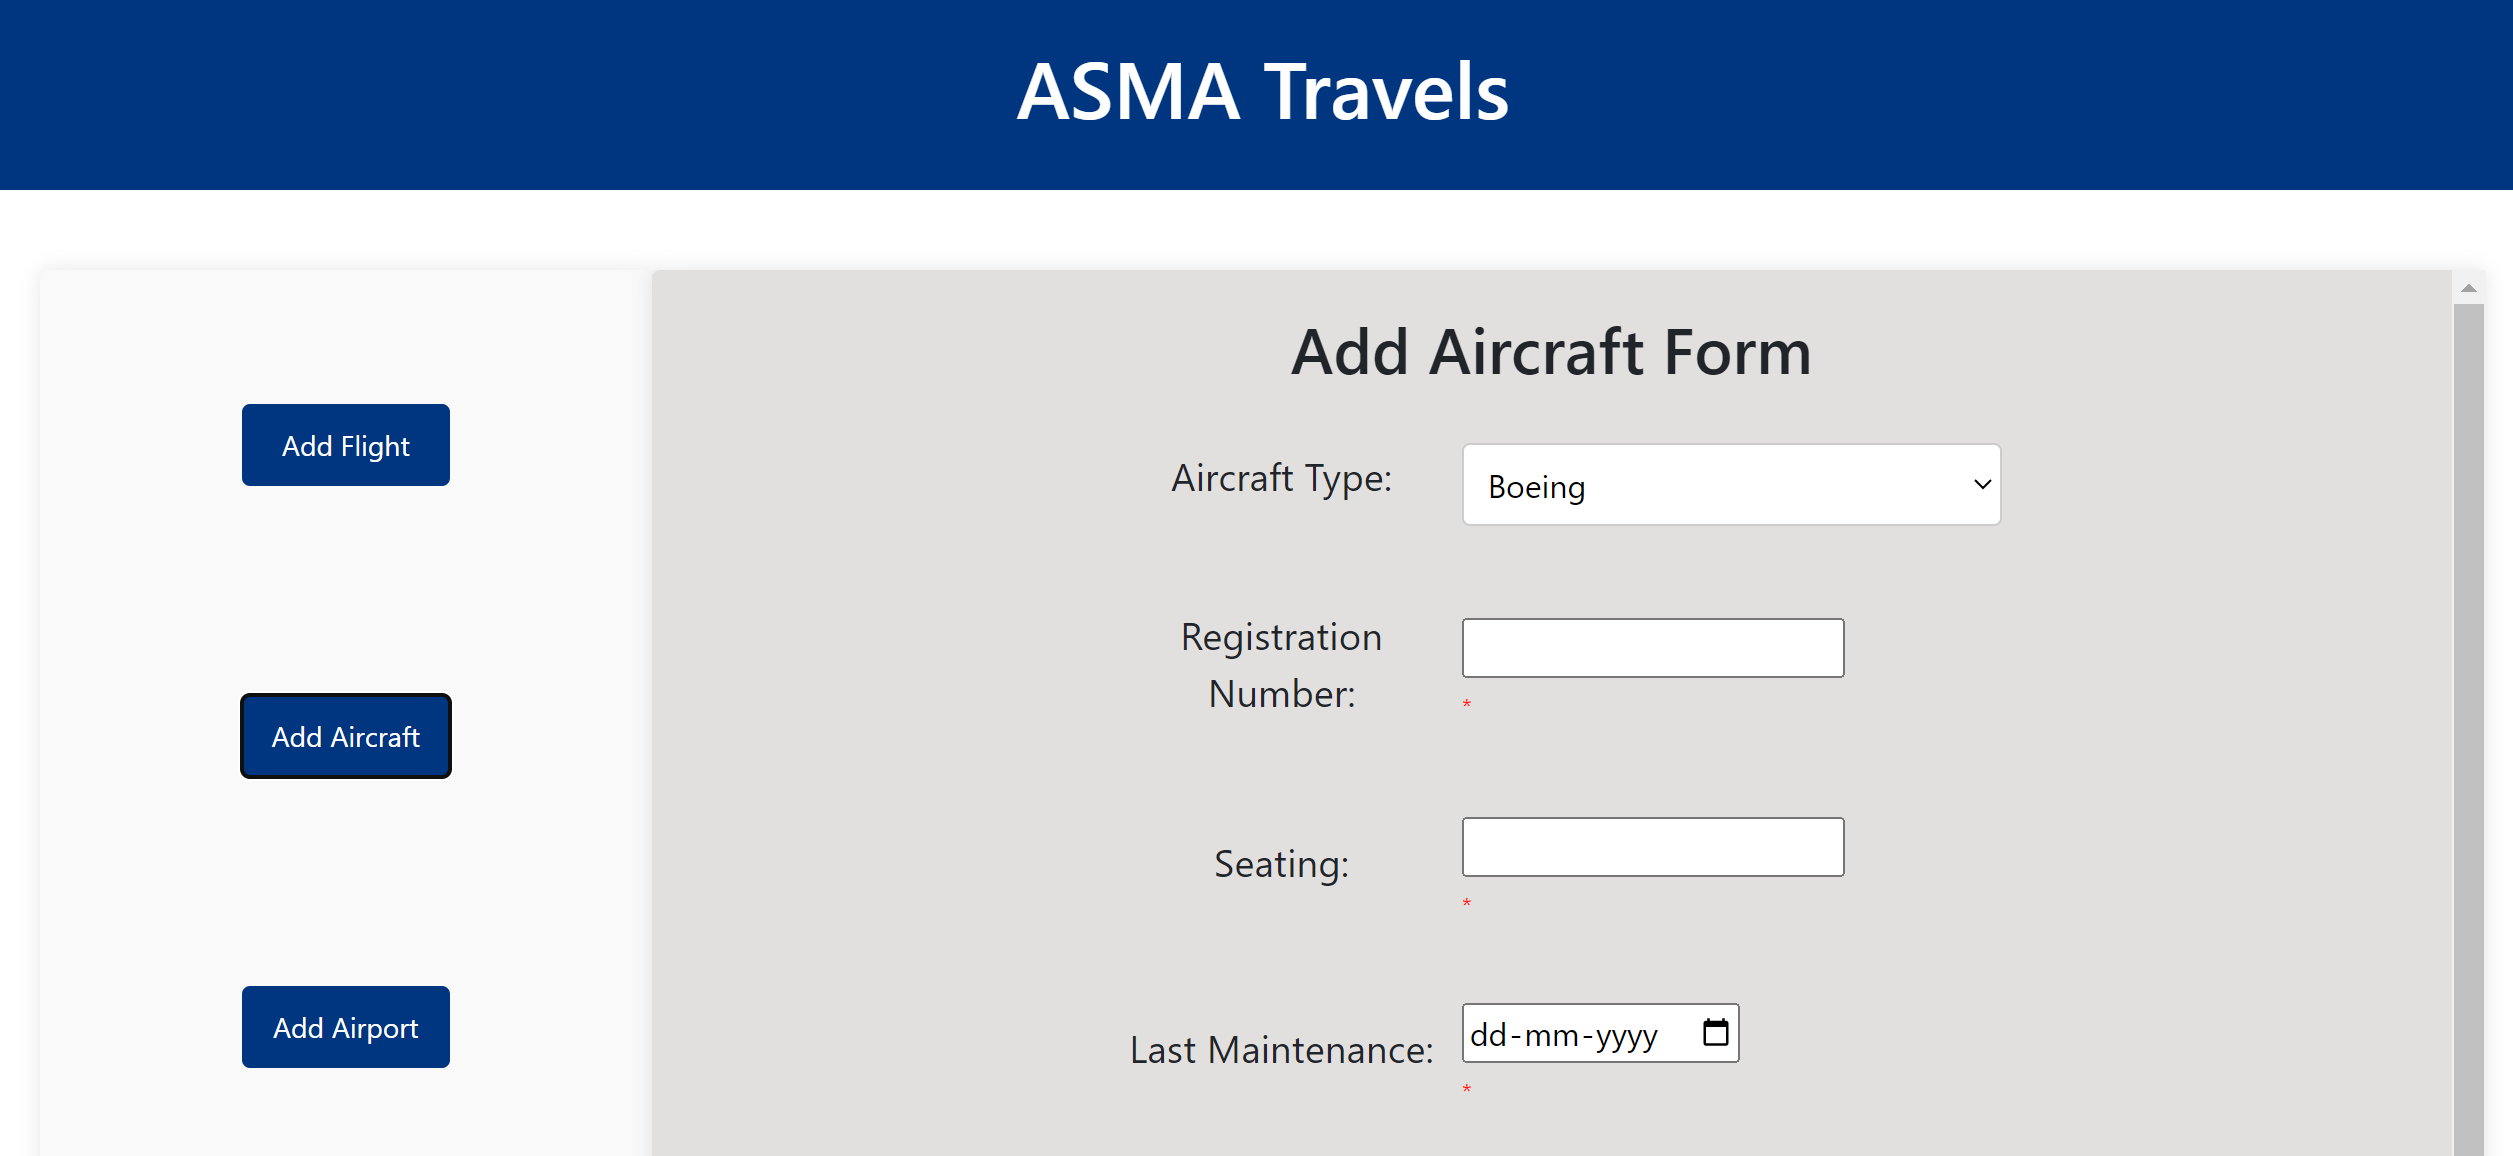 ASMA Travels
Add Flight
Add Aircraft
Add Airport
Add Aircraft Form
Aircraft Type:
Boeing
Registration
Number:
*
Seating:
*
Last Maintenance:
dd-mm-yyyy
*